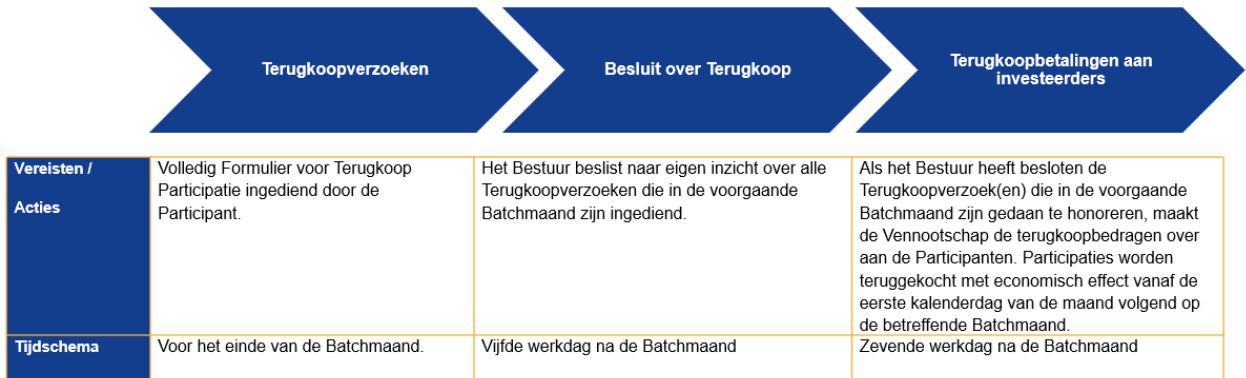 Terugkoopverzoeken
Besluit over Terugkoop
Terugkoopbetalingen aan
investeerders
Vereisten /
Acties
Volledig Formulier voor Terugkoop
Participatie ingediend door de
Participant.
Het Bestuur beslist naar eigen inzicht over alle
Terugkoopverzoeken die in de voorgaande
Batchmaand zijn ingediend.
Als het Bestuur heeft besloten de
Terugkoopverzoek(en) die in de voorgaande
Batchmaand zijn gedaan te honoreren, maakt
de Vennootschap de terugkoopbedragen over
aan de Participanten. Participaties worden
teruggekocht met economisch effect vanaf de
eerste kalenderdag van de maand volgend op
de betreffende Batchmaand.
Tijdschema
Voor het einde van de Batchmaand.
Vijfde werkdag na de Batchmaand
Zevende werkdag na de Batchmaand